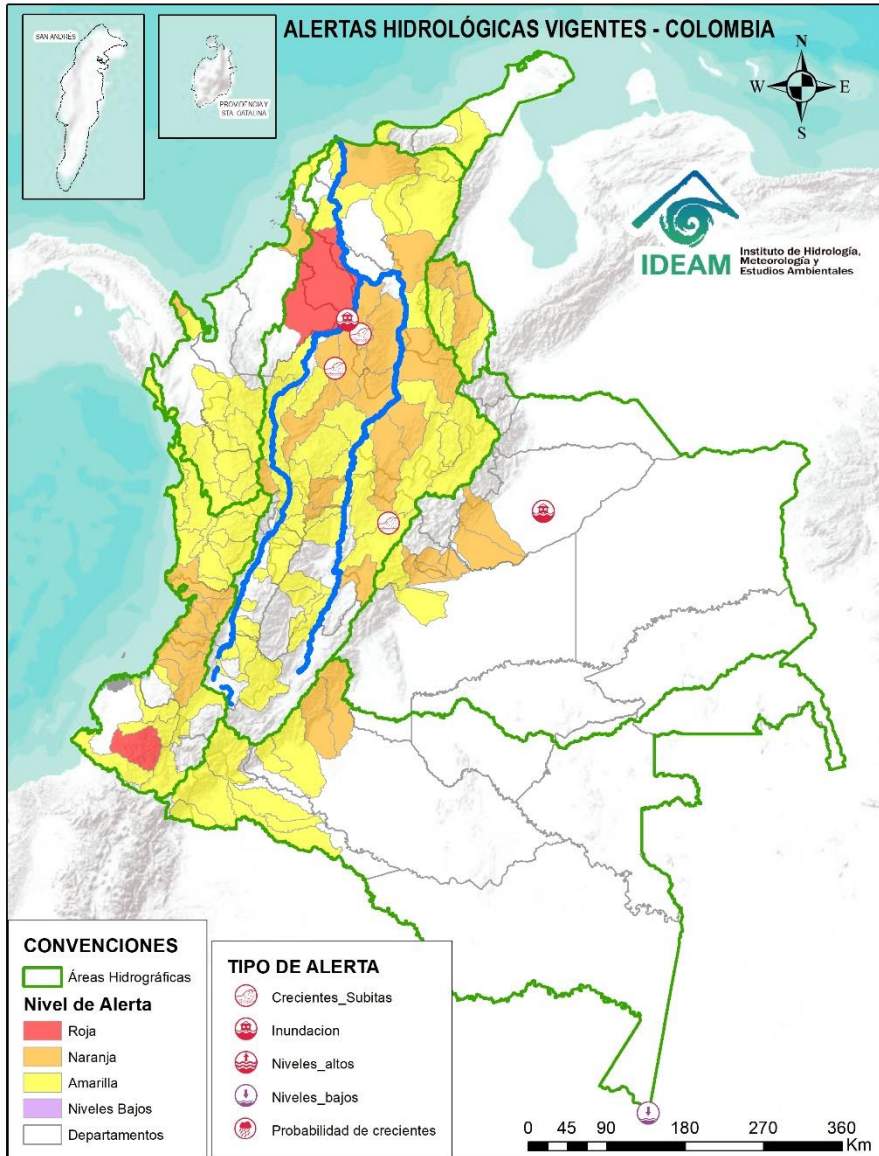 ALERTAS HIDROLÓGICAS VIGENTES - COLOMBIA
SAN ANDRÉS
PROVIDENCIA Y
STA. CATALINA
N
W
E
S
IDEAM
Instituto de Hidrología,
Meteorología y
Estudios Ambientales
CONVENCIONES
Áreas Hidrográficas
Nivel de Alerta
Roja
Naranja
Amarilla
Niveles Bajos
Departamentos
TIPO DE ALERTA
Crecientes_Subitas
Inundacion
Niveles_altos
Niveles_bajos
Probabilidad de crecientes
0 45 90 180 270 360
Km